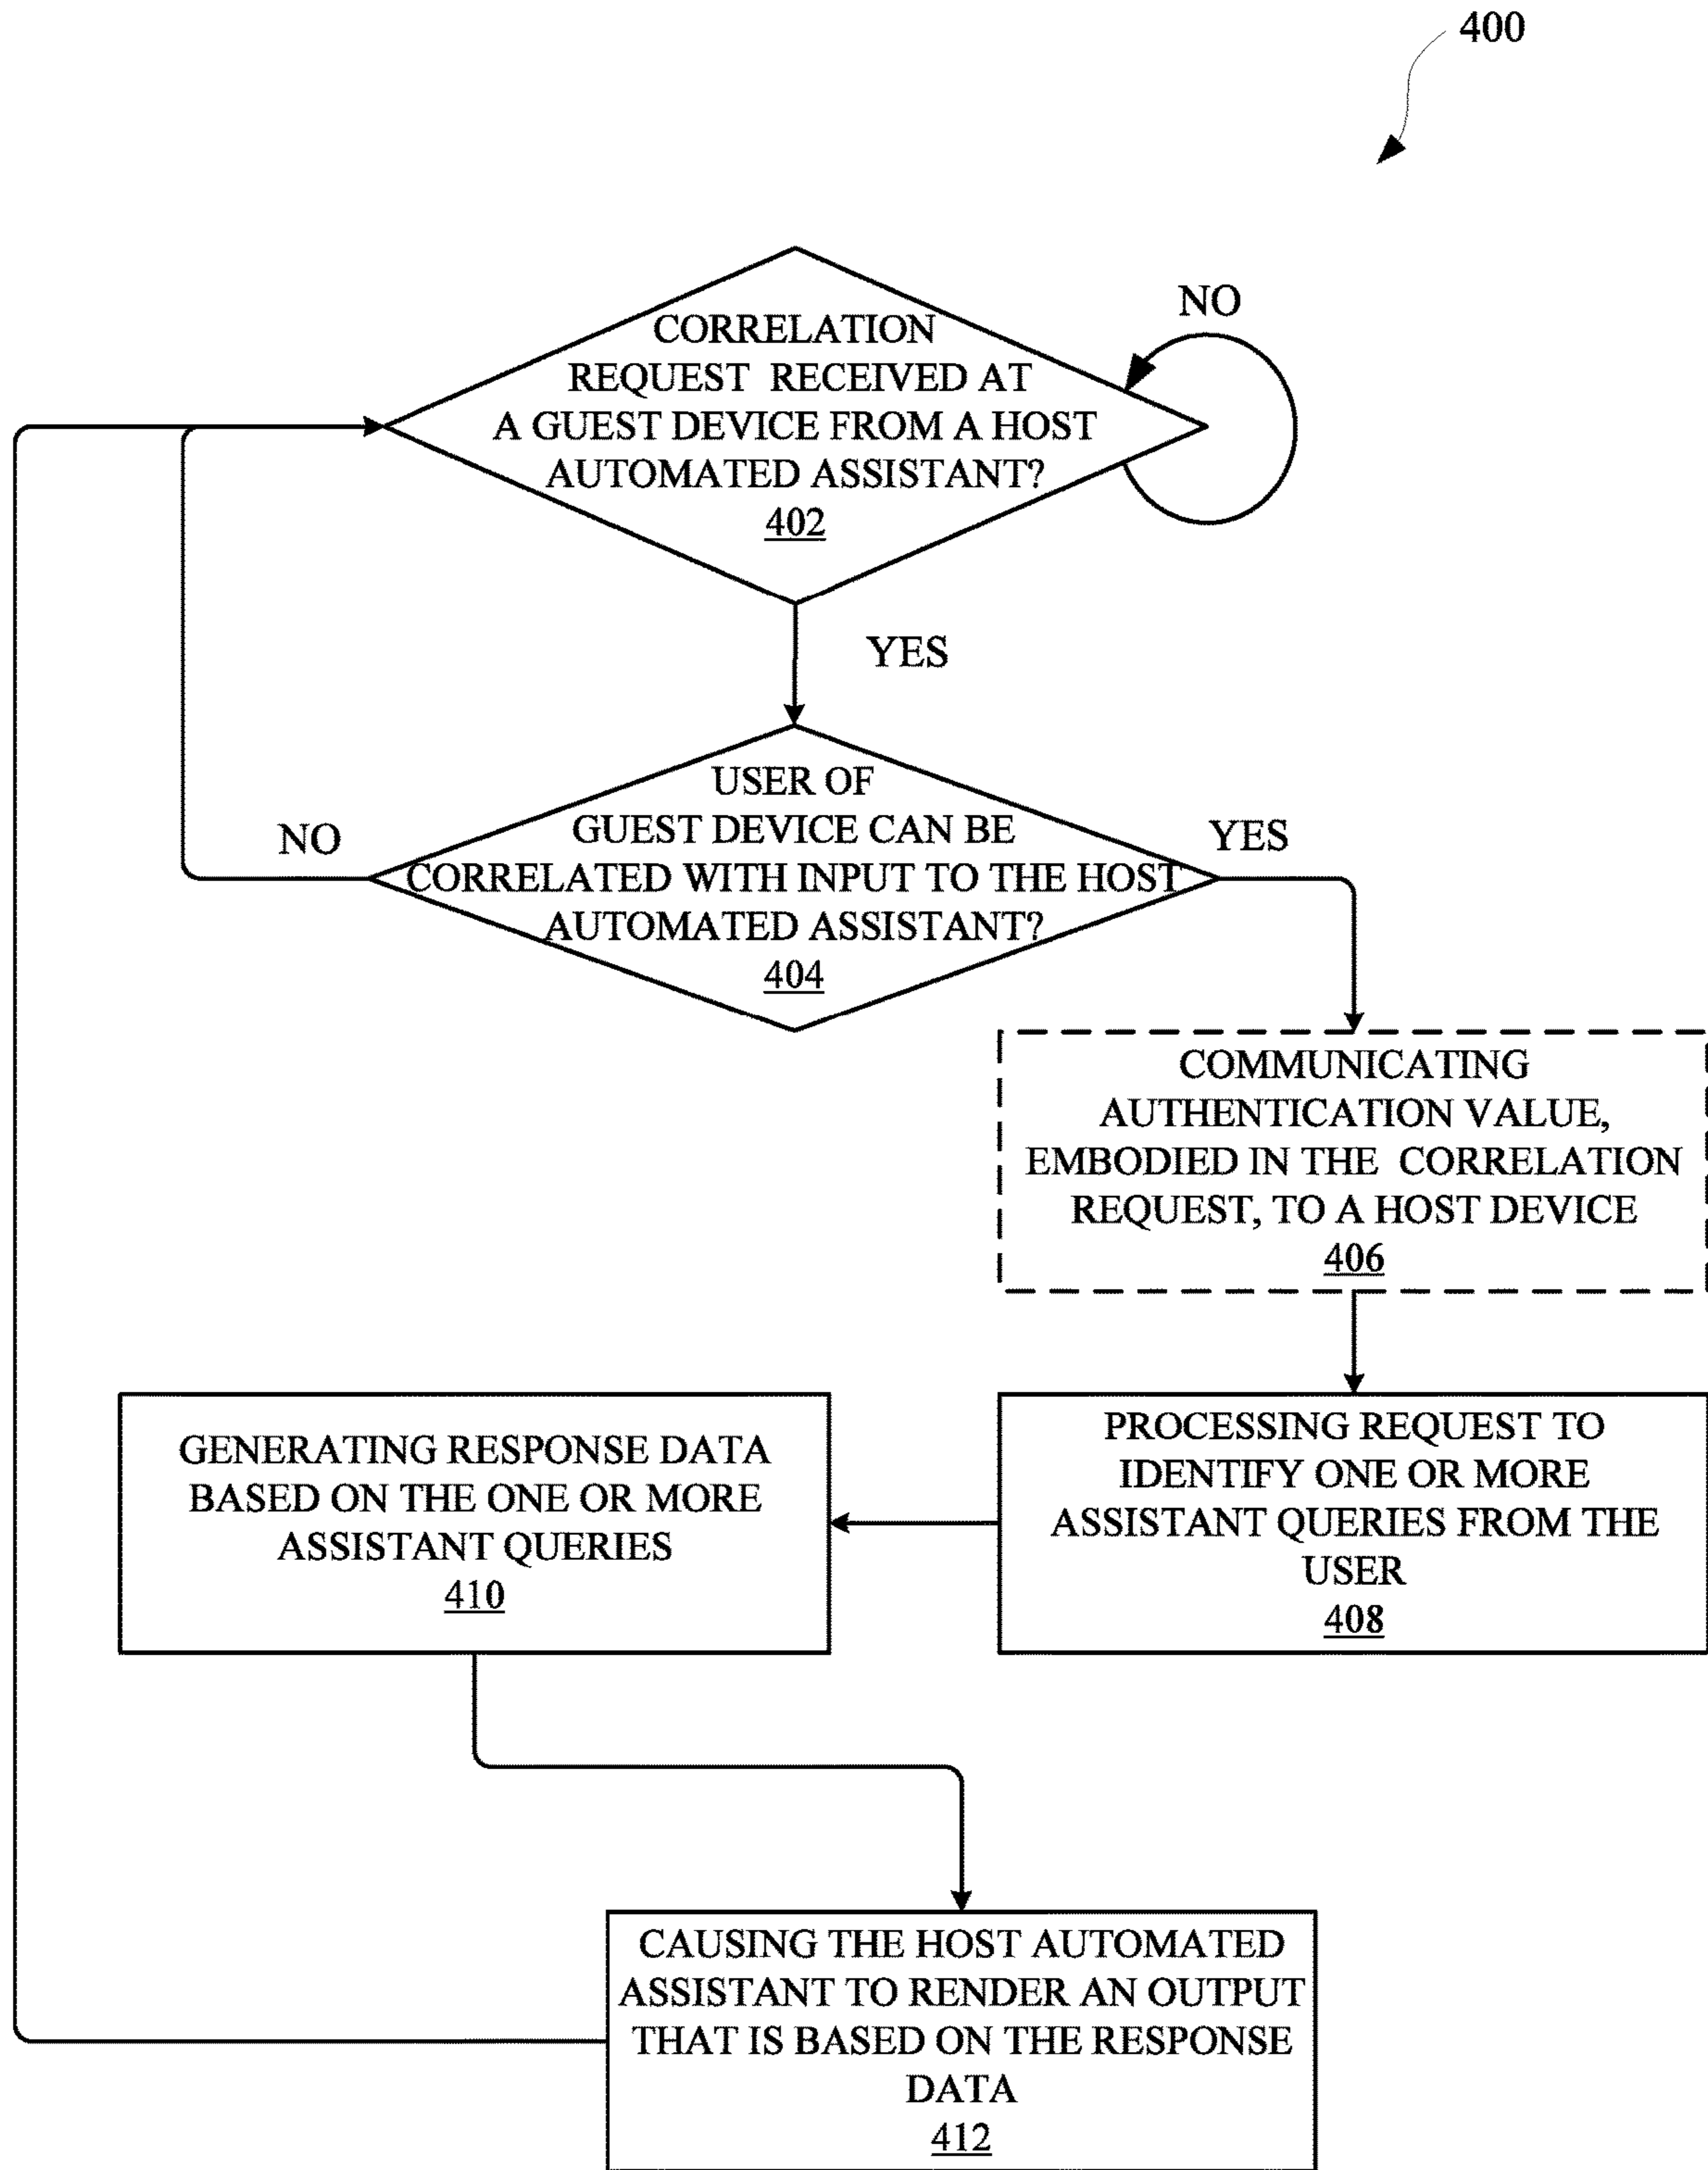 400
CORRELATION
REQUEST RECEIVED AT
A GUEST DEVICE FROM A HOST
AUTOMATED ASSISTANT?
402
NO
YES
USER OF
GUEST DEVICE CAN BE
CORRELATED WITH INPUT TO THE HOST
AUTOMATED ASSISTANT?
404
NO
YES
COMMUNICATING
AUTHENTICATION VALUE,
EMBODIED IN THE CORRELATION
REQUEST, TO A HOST DEVICE
406
PROCESSING REQUEST TO
IDENTIFY ONE OR MORE
ASSISTANT QUERIES FROM THE
USER
408
GENERATING RESPONSE DATA
BASED ON THE ONE OR MORE
ASSISTANT QUERIES
410
CAUSING THE HOST AUTOMATED
ASSISTANT TO RENDER AN OUTPUT
THAT IS BASED ON THE RESPONSE
DATA
412